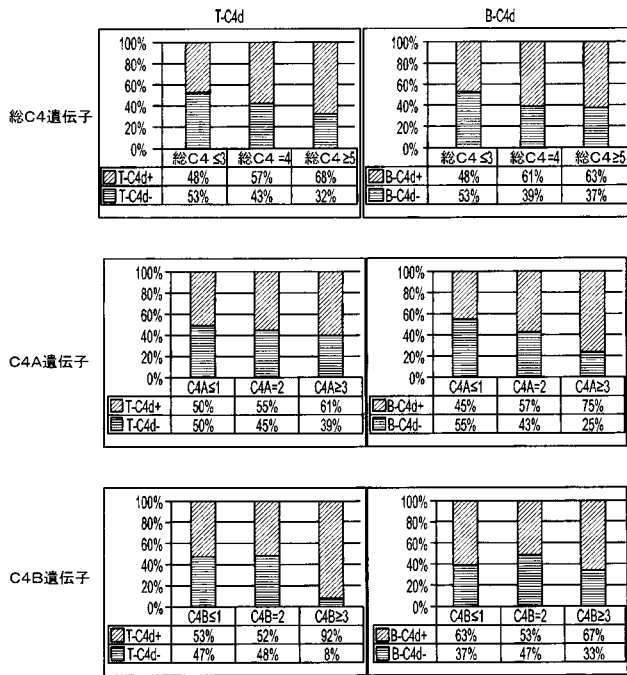 T-C4d
B-C4d
総C4遺伝子
100%
80%
60%
40%
20%
0%
総C4 ≤3 総C4 =4 総C4 ≥5
T-C4d+ 48% 57% 68%
T-C4d- 53% 43% 32%
100%
80%
60%
40%
20%
0%
総C4 ≤3 総C4=4 総C4 ≥5
B-C4d+ 48% 61% 63%
B-C4d- 53% 39% 37%
C4A遺伝子
100%
80%
60%
40%
20%
0%
C4A≤1 C4A=2 C4A≥3
T-C4d+ 50% 55% 61%
T-C4d- 50% 45% 39%
100%
80%
60%
40%
20%
0%
C4A≤1 C4A=2 C4A≥3
B-C4d+ 45% 57% 75%
B-C4d- 55% 43% 25%
C4B遺伝子
100%
80%
60%
40%
20%
0%
C4B≤1 C4B=2 C4B≥3
T-C4d+ 53% 52% 92%
T-C4d- 47% 48% 8%
100%
80%
60%
40%
20%
0%
C4B≤1 C4B=2 C4B≥3
B-C4d+ 63% 53% 67%
B-C4d- 37% 47% 33%